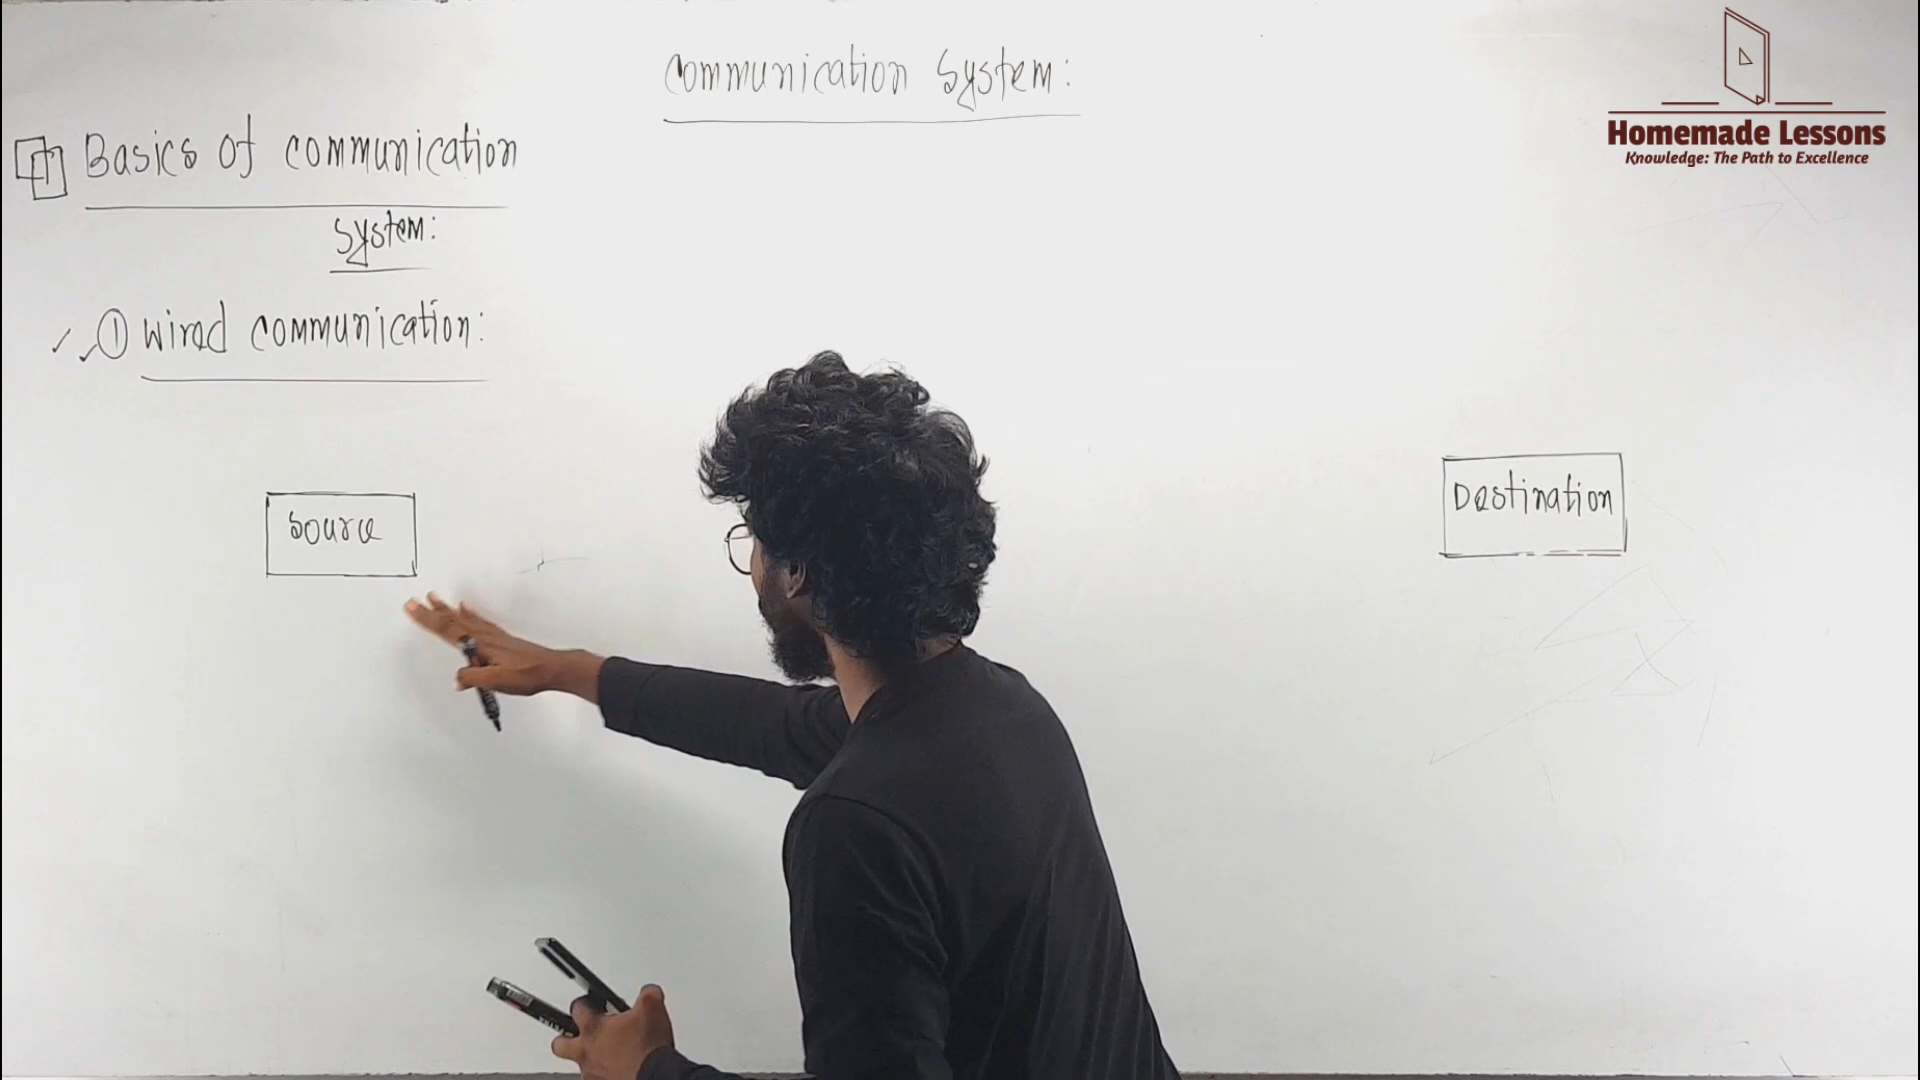 Communication System:
Homemade Lessons
Knowledge: The Path to Excellence
Basics of communication
System:
① Wired communication:
Source
Destination